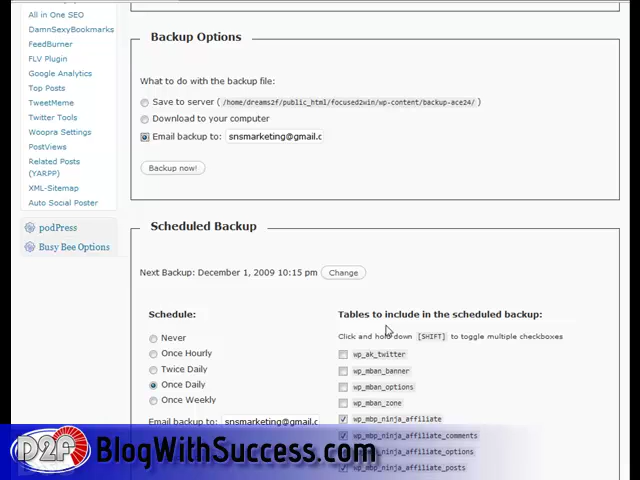 All in One SEO
DamnSexyBookmarks
FeedBurner
FLV Plugin
Google Analytics
Top Posts
TweetMeme
Twitter Tools
Woopra Settings
PostViews
Related Posts
(YARPP)
XML-Sitemap
Auto Social Poster
podPress
Busy Bee Options
Backup Options
What to do with the backup file:
Save to server ( /home/dreams2f/public_html/focused2win/wp-content/backup-ace24/ )
Download to your computer
Email backup to: snsmarketing@gmail.c
Backup now!
Scheduled Backup
Next Backup: December 1, 2009 10:15 pm Change
Schedule:
Never
Once Hourly
Twice Daily
Once Daily
Once Weekly
Email backup to: snsmarketing@gmail.c
Tables to include in the scheduled backup:
Click and hold down [SHIFT] to toggle multiple checkboxes
wp_ak_twitter
wp_mban_banner
wp_mban_options
wp_mban_zone
wp_mbp_ninja_affiliate
wp_mbp_ninja_affiliate_comments
wp_mbp_ninja_affiliate_options
wp_mbp_ninja_affiliate_posts
D2F BlogWithSuccess.com